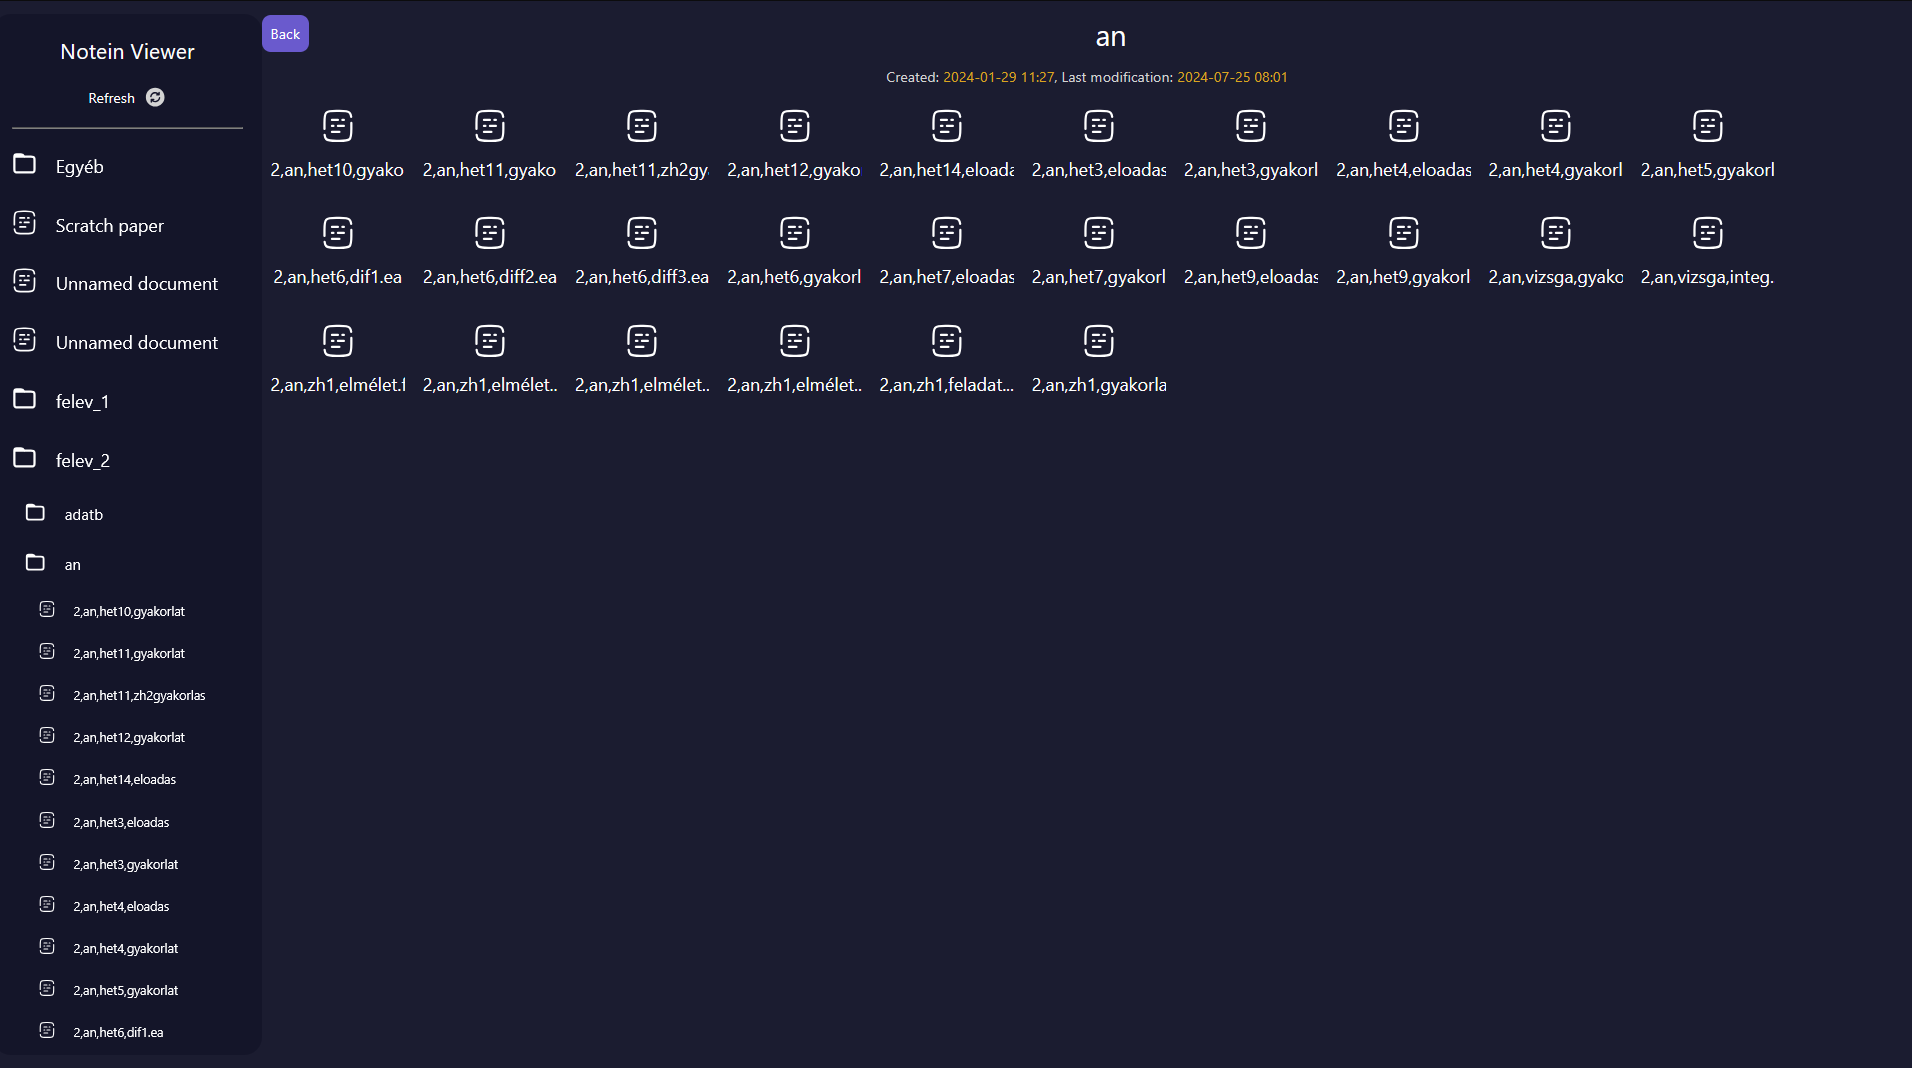 Notein Viewer
Refresh
Egyéb
Scratch paper
Unnamed document
Unnamed document
felev_1
felev_2
adatb
an
2,an,het10,gyakorlat
2,an,het11,gyakorlat
2,an,het11,zh2gyakorlas
2,an,het12,gyakorlat
2,an,het14,eloadas
2,an,het3,eloadas
2,an,het3,gyakorlat
2,an,het4,eloadas
2,an,het4,gyakorlat
2,an,het5,gyakorlat
2,an,het6,dif1.ea
Back
an
Created: 2024-01-29 11:27, Last modification: 2024-07-25 08:01
2,an,het10,gyako 2,an,het11,gyako 2,an,het11,zh2gy 2,an,het12,gyako 2,an,het14,eloada 2,an,het3,eloadas 2,an,het3,gyakorl 2,an,het4,eloadas 2,an,het4,gyakorl 2,an,het5,gyakorl
2,an,het6,dif1.ea 2,an,het6,diff2.ea 2,an,het6,diff3.ea 2,an,het6,gyakorl 2,an,het7,eloadas 2,an,het7,gyakorl 2,an,het9,eloadas 2,an,het9,gyakorl 2,an,vizsga,gyako 2,an,vizsga,integ.
2,an,zh1,elmélet.f 2,an,zh1,elmélet.. 2,an,zh1,elmélet.. 2,an,zh1,elmélet.. 2,an,zh1,feladat... 2,an,zh1,gyakorla